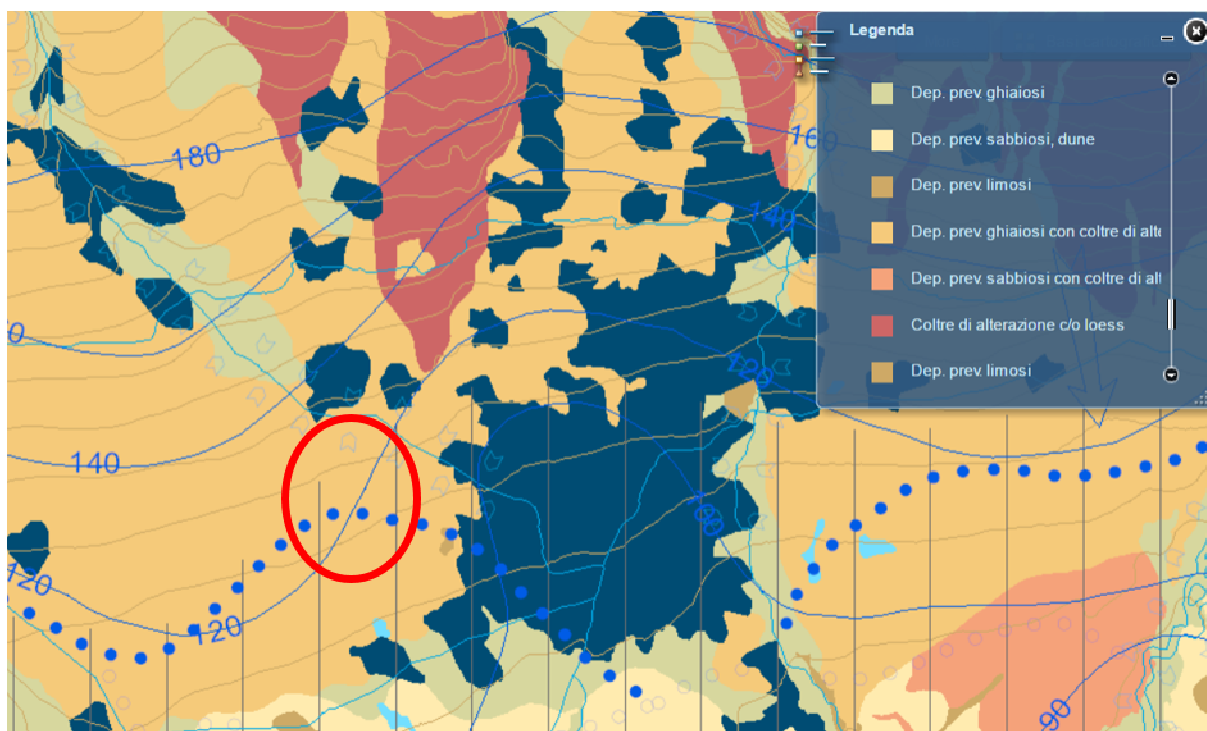 Legenda
Dep. prev. ghiaiosi
Dep. prev. sabbiosi, dune
Dep. prev. limosi
Dep. prev. ghiaiosi con coltre di alte
Dep. prev. sabbiosi con coltre di alt
Coltre di alterazione c/o loess
Dep. prev. limosi
160
180
140
0
120
140
100
120
120
90